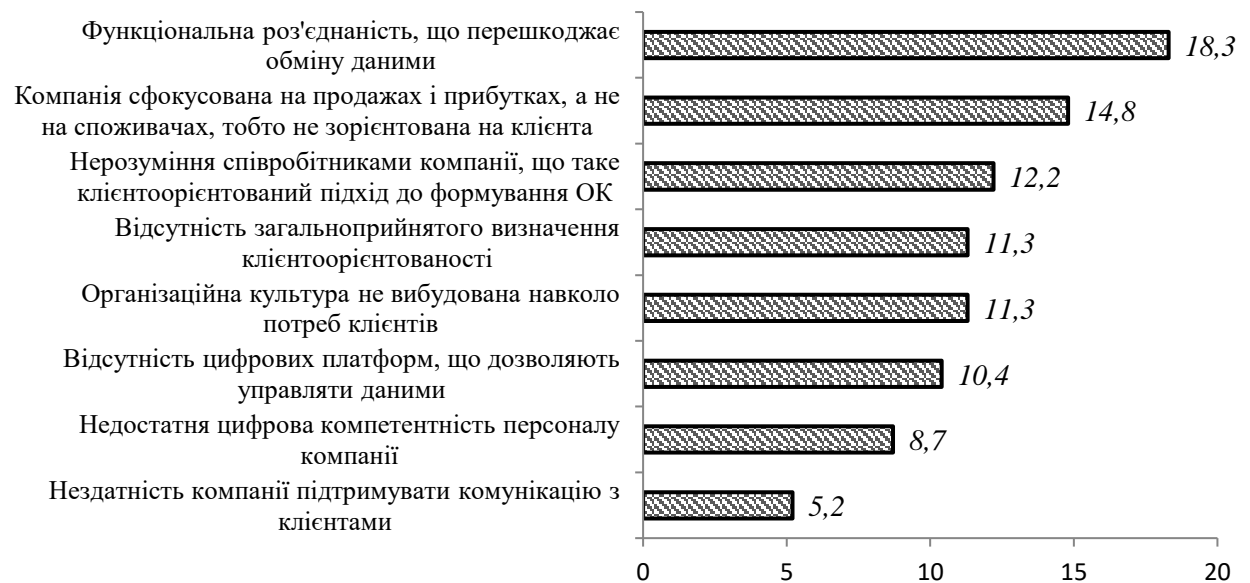 Функціональна роз'єднаність, що перешкоджає
обміну даними
18,3
Компанія сфокусована на продажах і прибутках, а не
на споживачах, тобто не зорієнтована на клієнта
14,8
Нерозуміння співробітниками компанії, що таке
клієнтоорієнтований підхід до формування ОК
12,2
Відсутність загальноприйнятого визначення
клієнтоорієнтованості
11,3
Організаційна культура не вибудована навколо
потреб клієнтів
11,3
Відсутність цифрових платформ, що дозволяють
управляти даними
10,4
Недостатня цифрова компетентність персоналу
компанії
8,7
Нездатність компанії підтримувати комунікацію з
клієнтами
5,2
0 5 10 15 20